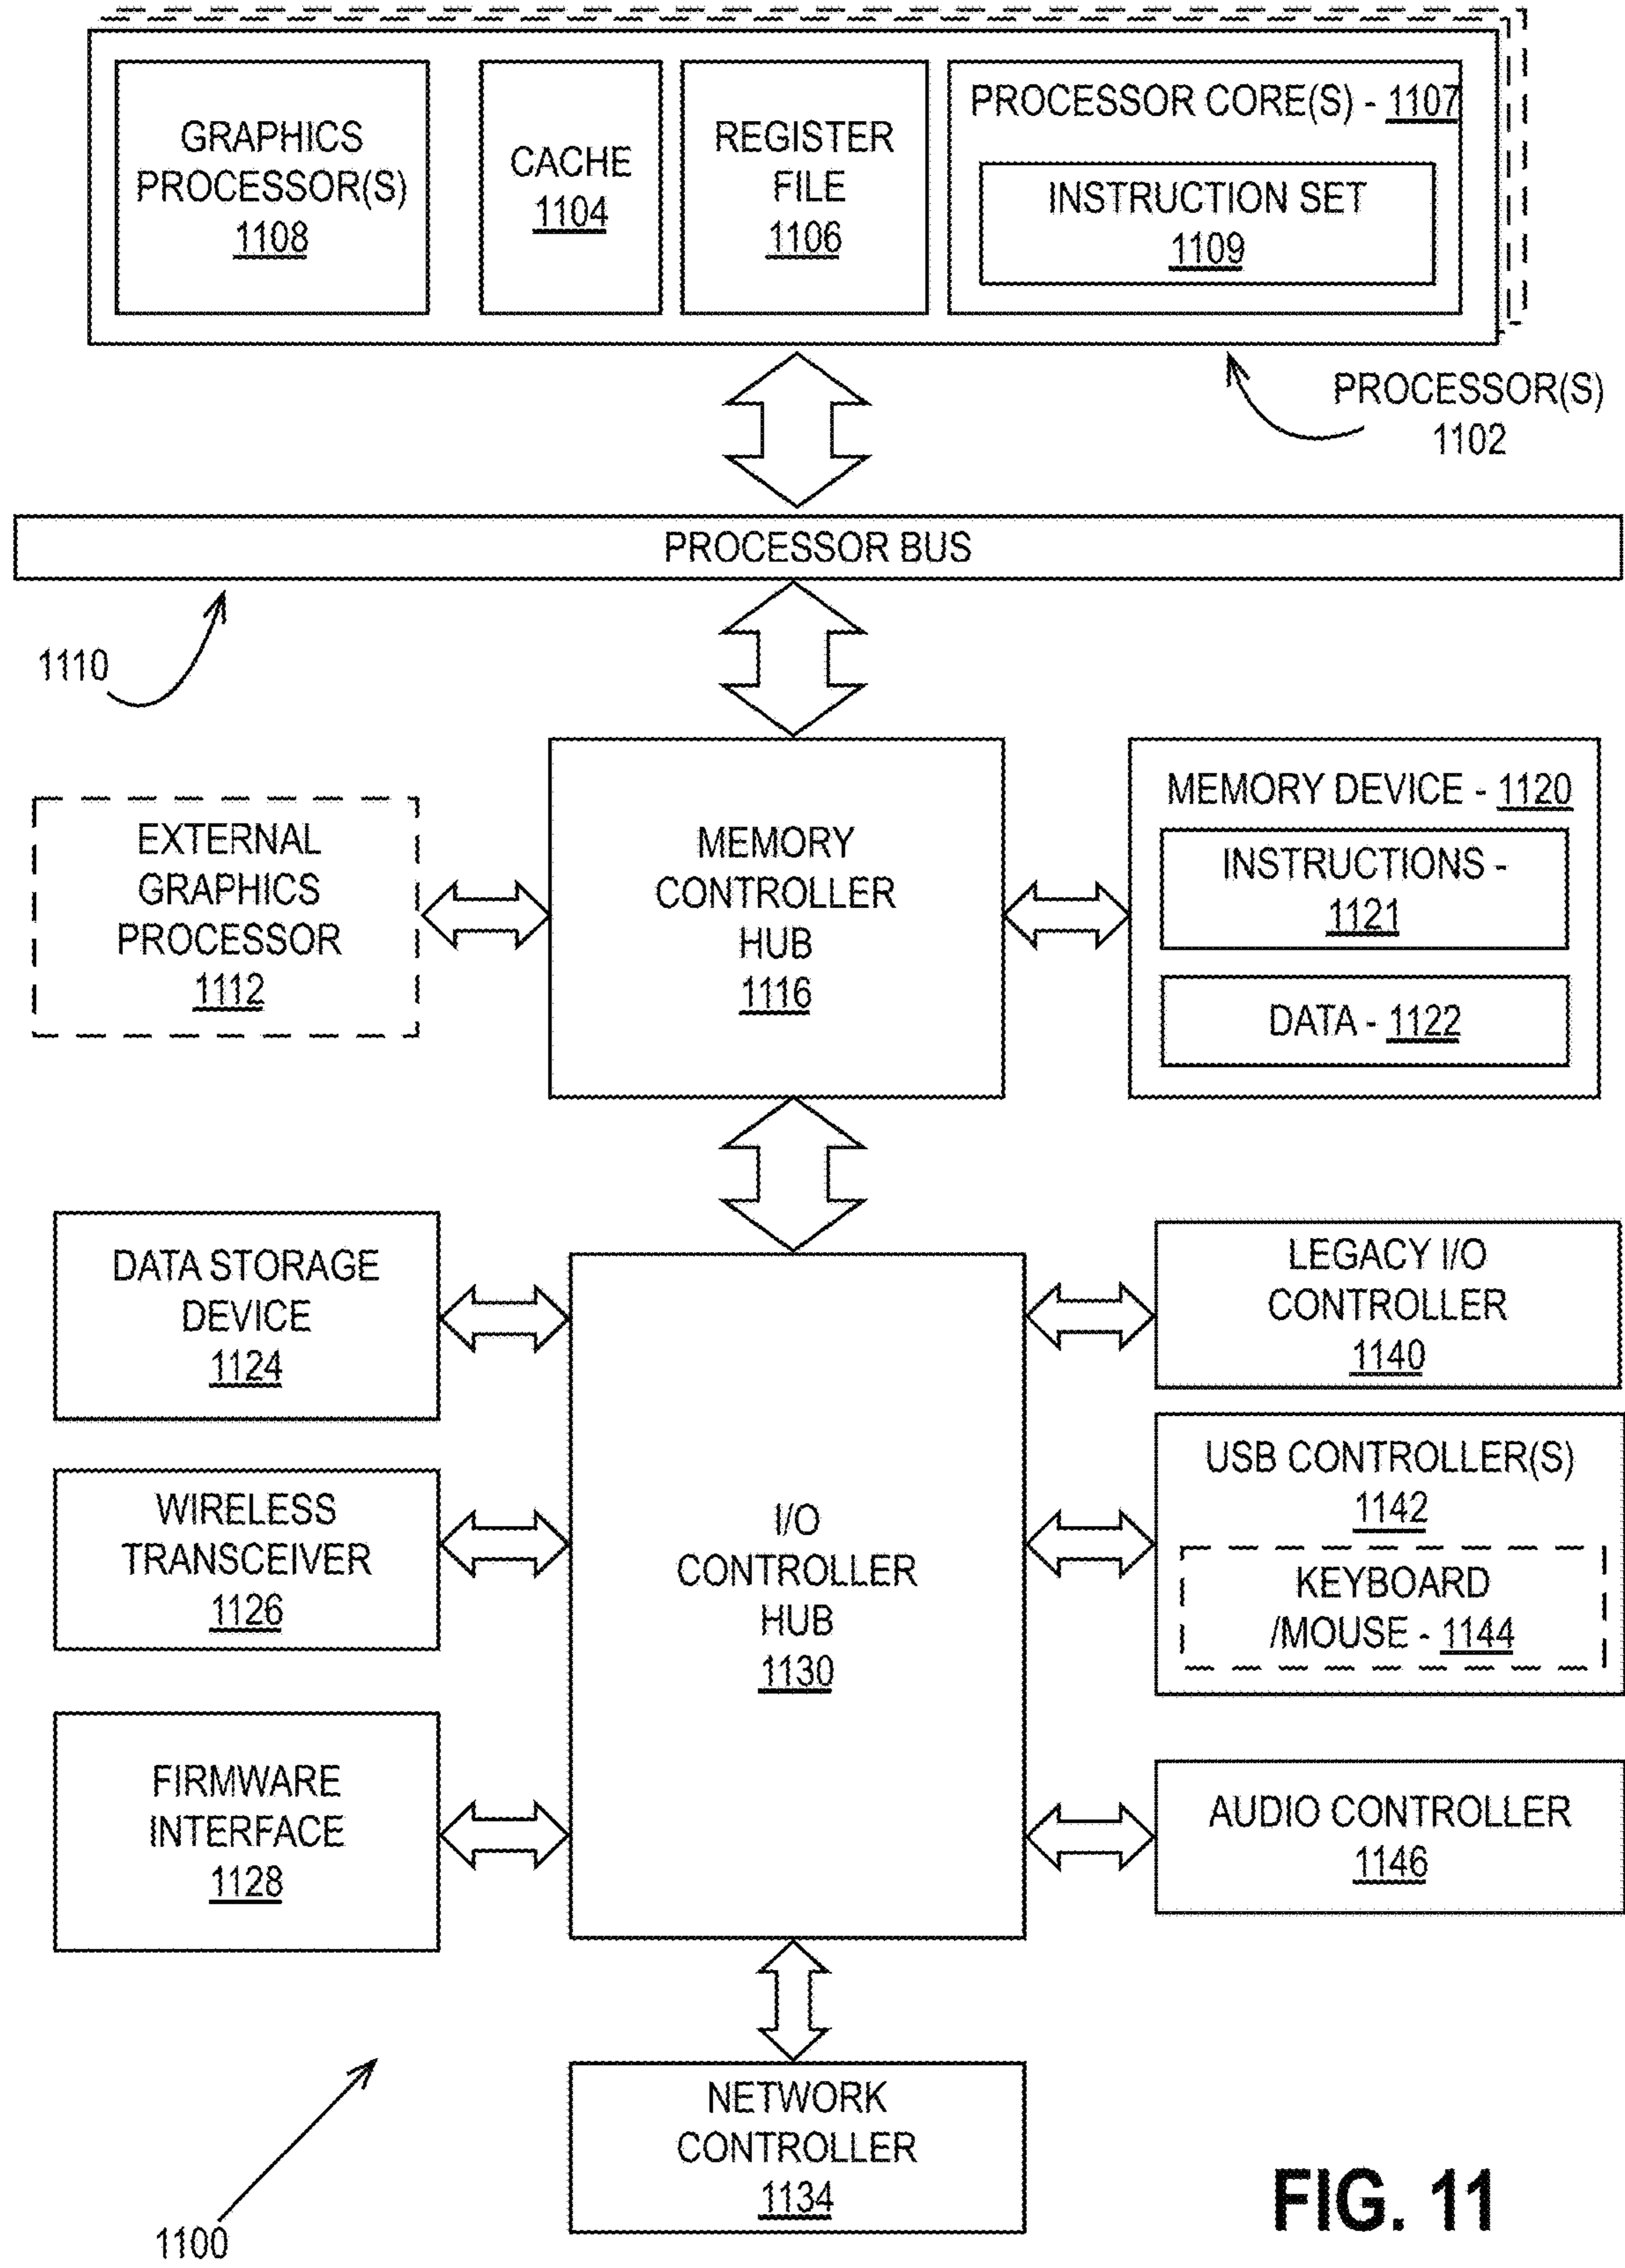 GRAPHICS
PROCESSOR(S)
1108
CACHE
1104
REGISTER
FILE
1106
PROCESSOR CORE(S) - 1107
INSTRUCTION SET
1109
PROCESSOR(S)
1102
PROCESSOR BUS
1110
EXTERNAL
GRAPHICS
PROCESSOR
1112
MEMORY
CONTROLLER
HUB
1116
MEMORY DEVICE - 1120
INSTRUCTIONS -
1121
DATA - 1122
DATA STORAGE
DEVICE
1124
WIRELESS
TRANSCEIVER
1126
FIRMWARE
INTERFACE
1128
I/O
CONTROLLER
HUB
1130
LEGACY I/O
CONTROLLER
1140
USB CONTROLLER(S)
1142
KEYBOARD
/MOUSE - 1144
AUDIO CONTROLLER
1146
NETWORK
CONTROLLER
1134
1100
FIG. 11